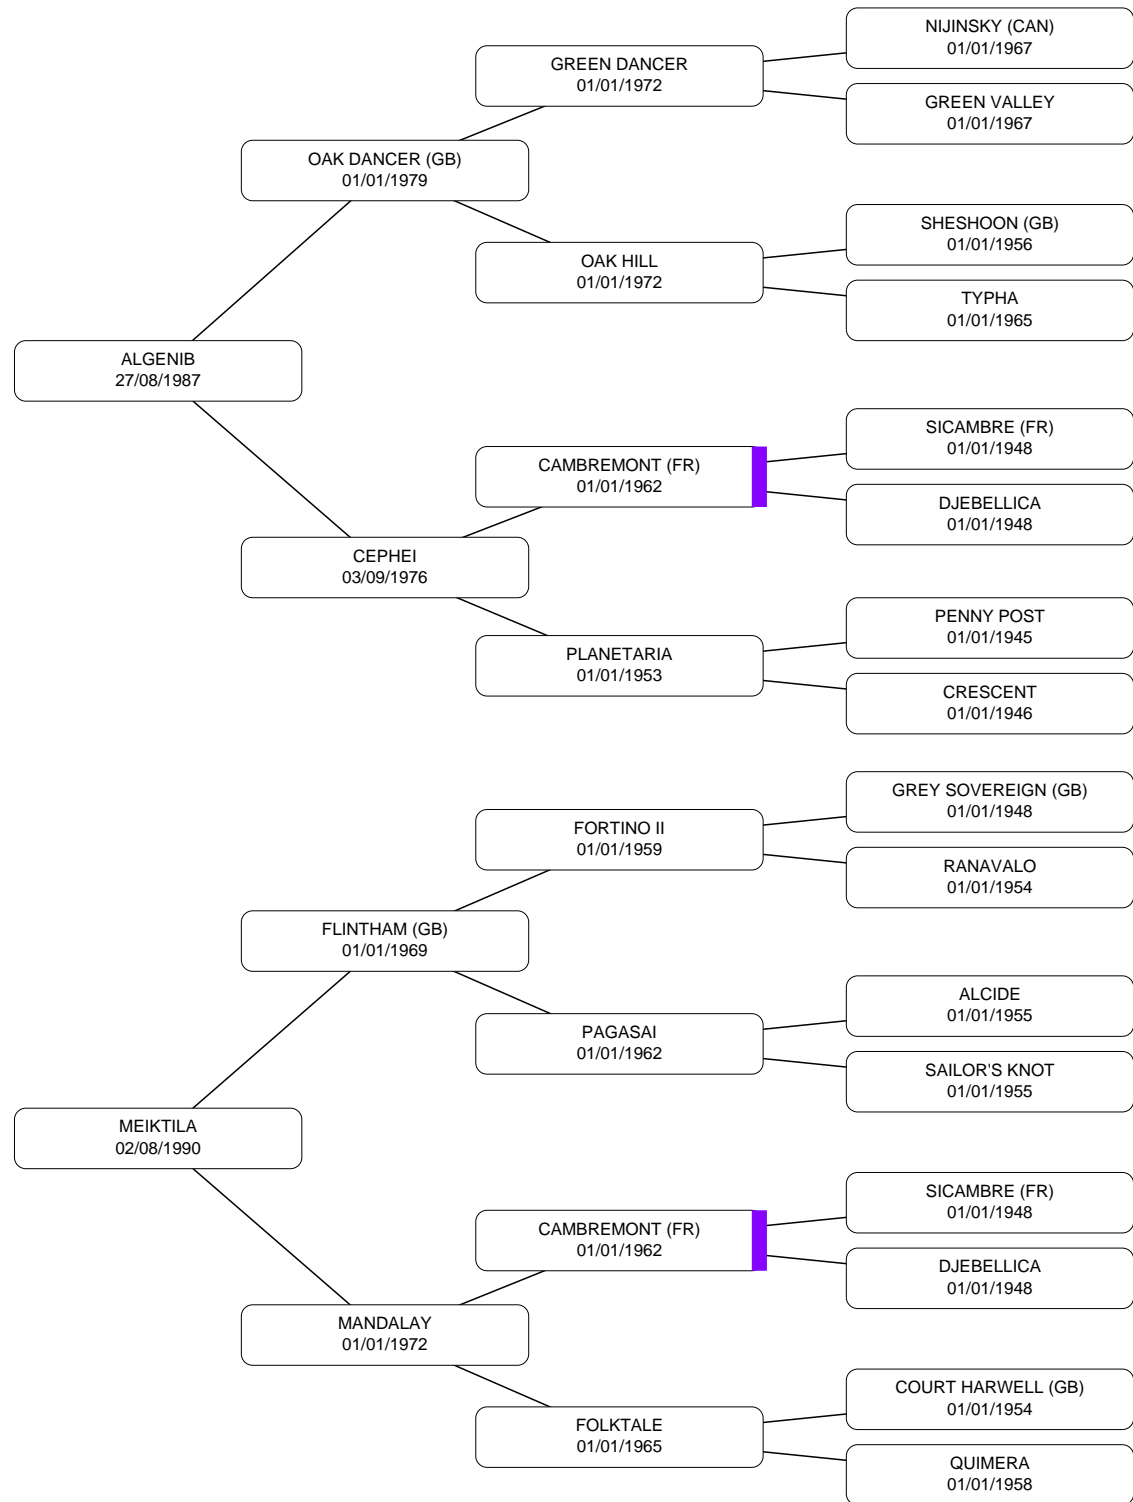 NIJINSKY (CAN)
01/01/1967
GREEN DANCER
01/01/1972
GREEN VALLEY
01/01/1967
OAK DANCER (GB)
01/01/1979
SHESHOON (GB)
01/01/1956
OAK HILL
01/01/1972
TYPHA
01/01/1965
ALGENIB
27/08/1987
SICAMBRE (FR)
01/01/1948
CAMBREMONT (FR)
01/01/1962
DJEBELLICA
01/01/1948
CEPHEI
03/09/1976
PENNY POST
01/01/1945
PLANETARIA
01/01/1953
CRESCENT
01/01/1946
GREY SOVEREIGN (GB)
01/01/1948
FORTINO II
01/01/1959
RANAVALO
01/01/1954
FLINTHAM (GB)
01/01/1969
ALCIDE
01/01/1955
PAGASAI
01/01/1962
SAILOR'S KNOT
01/01/1955
MEIKTILA
02/08/1990
SICAMBRE (FR)
01/01/1948
CAMBREMONT (FR)
01/01/1962
DJEBELLICA
01/01/1948
MANDALAY
01/01/1972
COURT HARWELL (GB)
01/01/1954
FOLKTALE
01/01/1965
QUIMERA
01/01/1958